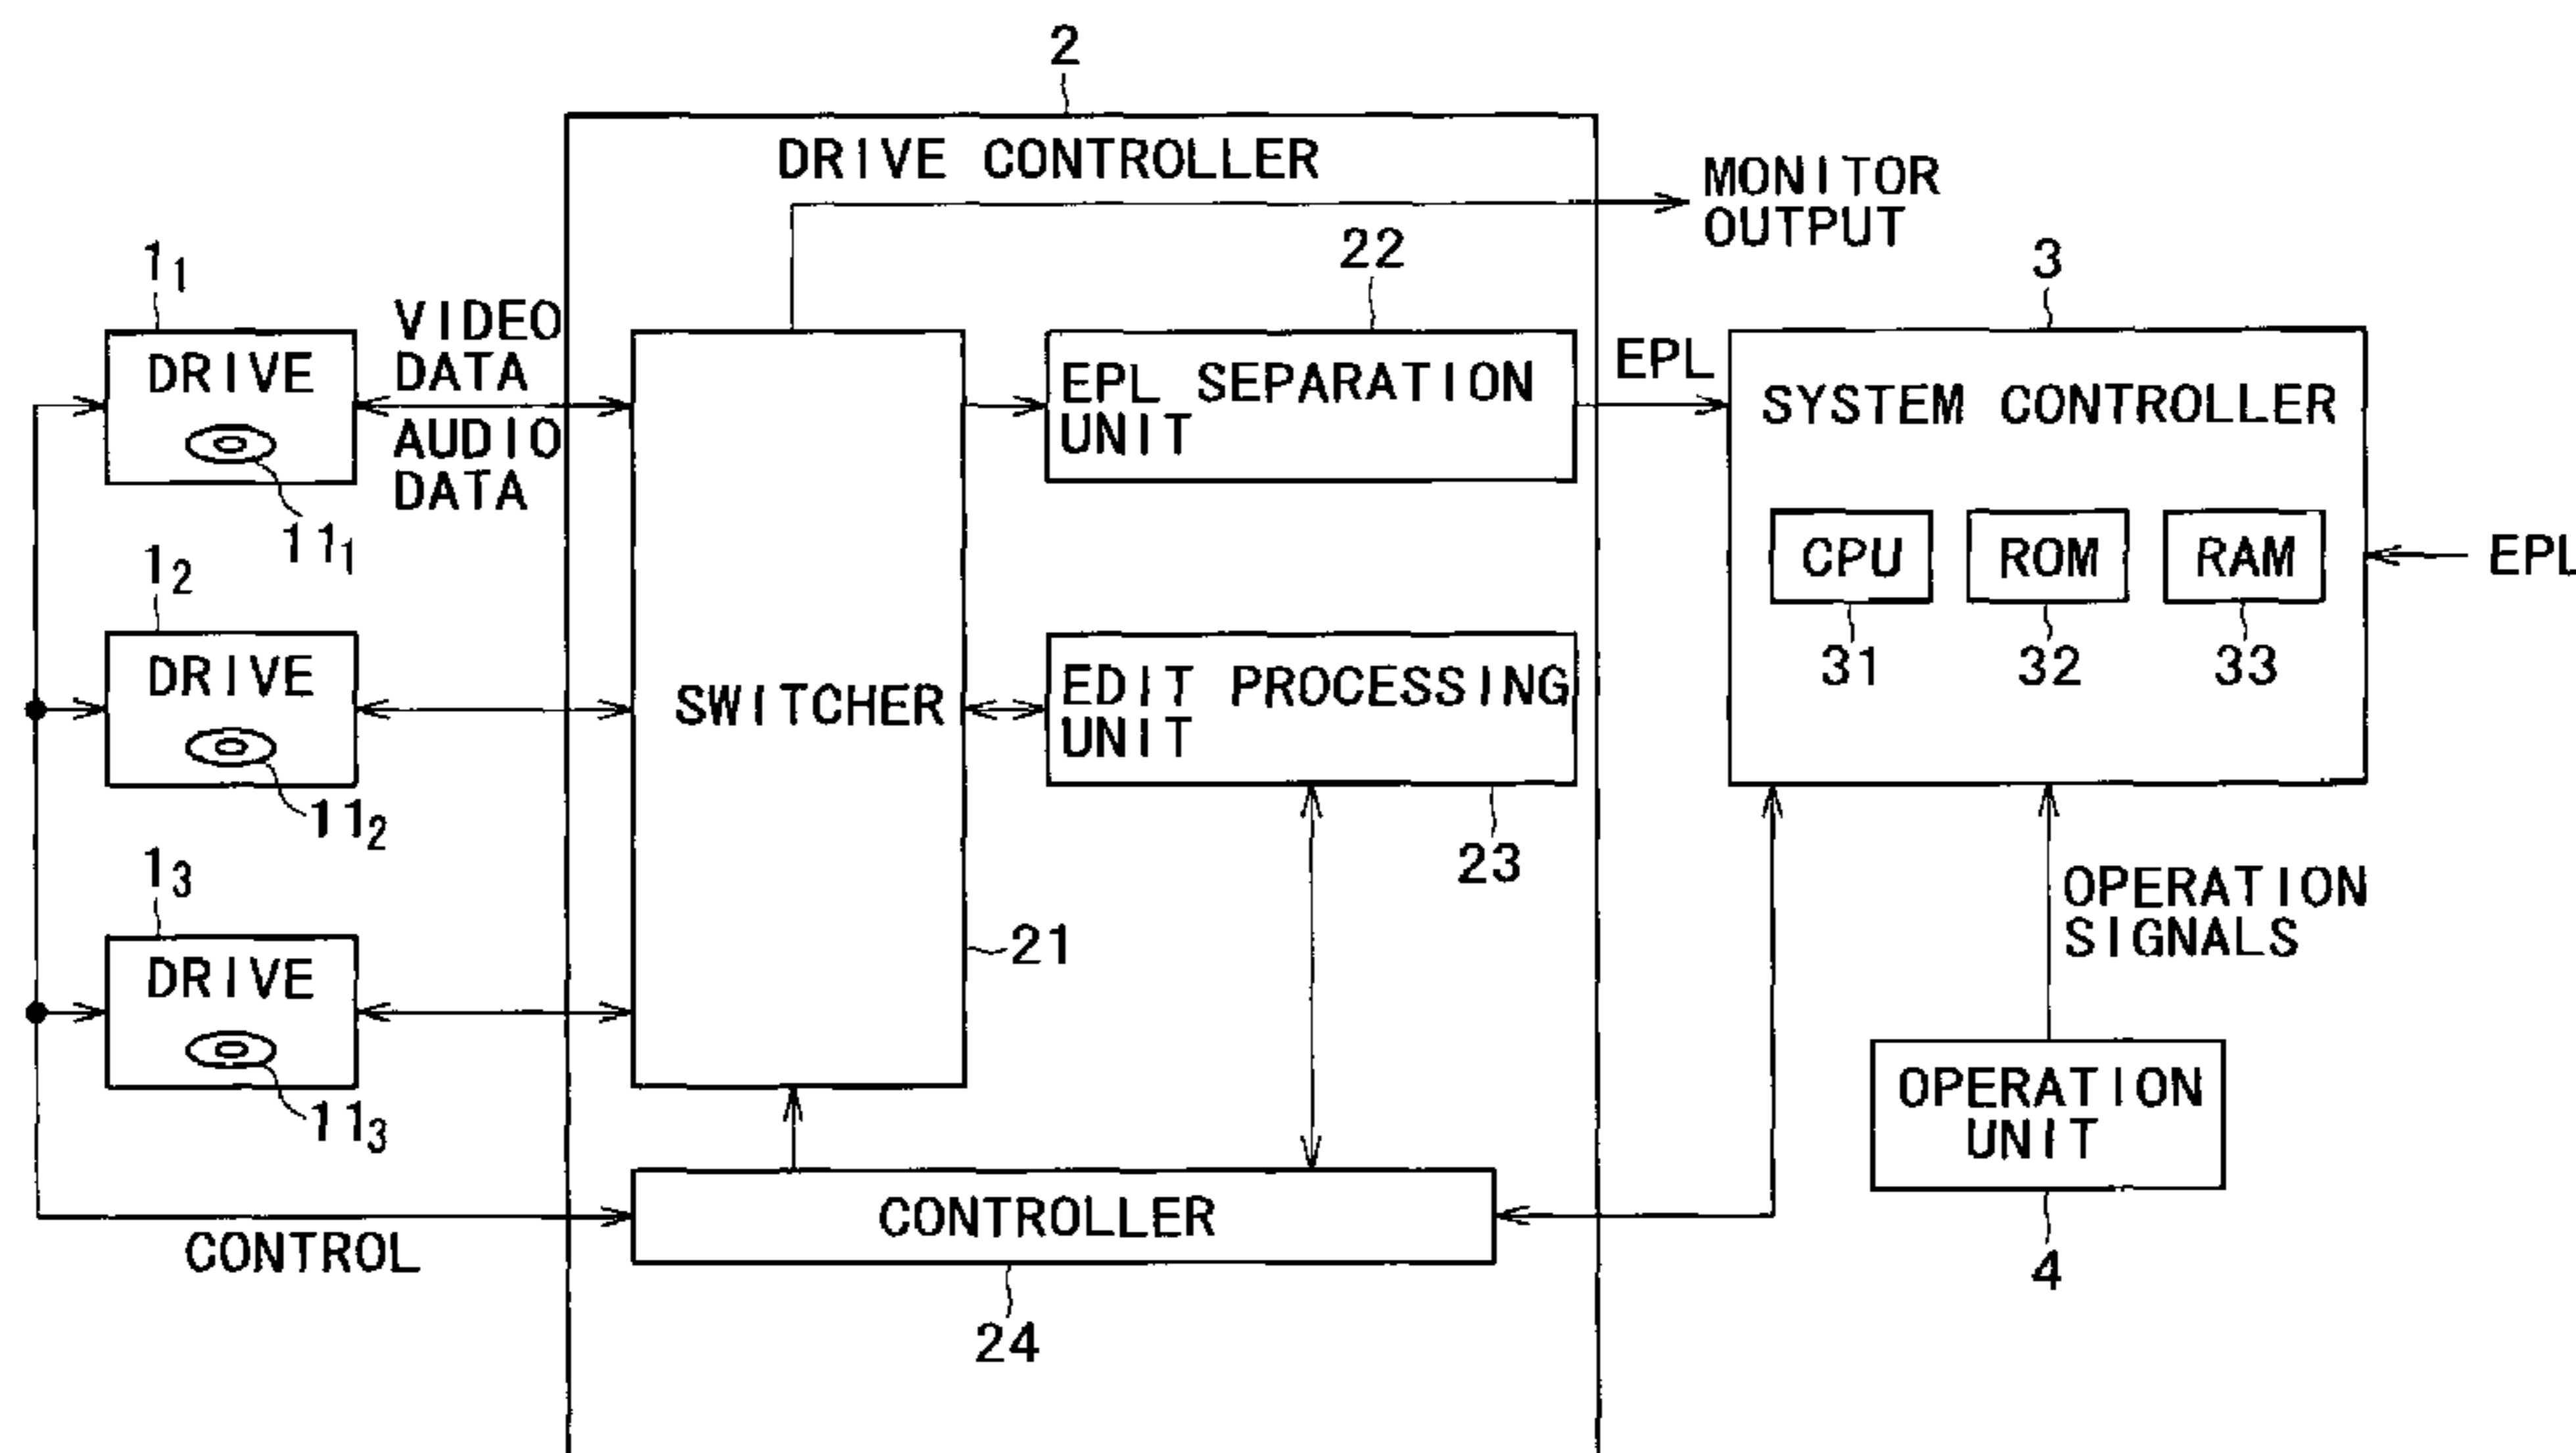 2
DRIVE CONTROLLER
MONITOR
OUTPUT
1₁
DRIVE
11₁
VIDEO
DATA
AUDIO
DATA
22
EPL SEPARATION
UNIT
EPL
3
SYSTEM CONTROLLER
CPU
ROM
RAM
31
32
33
EPL
1₂
DRIVE
11₂
SWITCHER
21
EDIT PROCESSING
UNIT
23
1₃
DRIVE
11₃
OPERATION
SIGNALS
OPERATION
UNIT
4
CONTROL
CONTROLLER
24